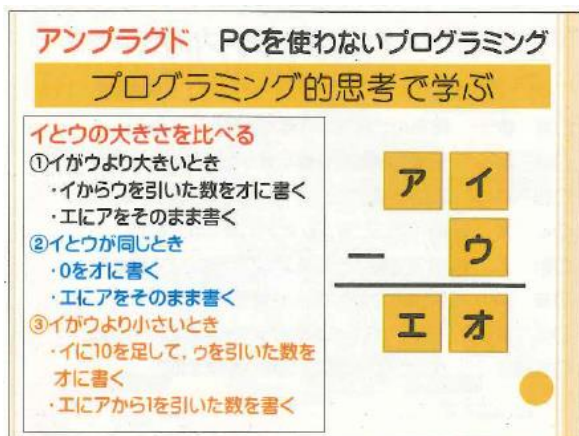 アンプラグド PCを使わないプログラミング
プログラミング的思考で学ぶ
イとウの大きさを比べる
①イがウより大きいとき
・イからウを引いた数をオに書く
・エにアをそのまま書く
②イとウが同じとき
・0をオに書く
・エにアをそのまま書く
③イがウより小さいとき
・イに10を足して，ゥを引いた数を
オに書く
・エにアから1を引いた数を書く
ア イ
－ ウ
エ オ